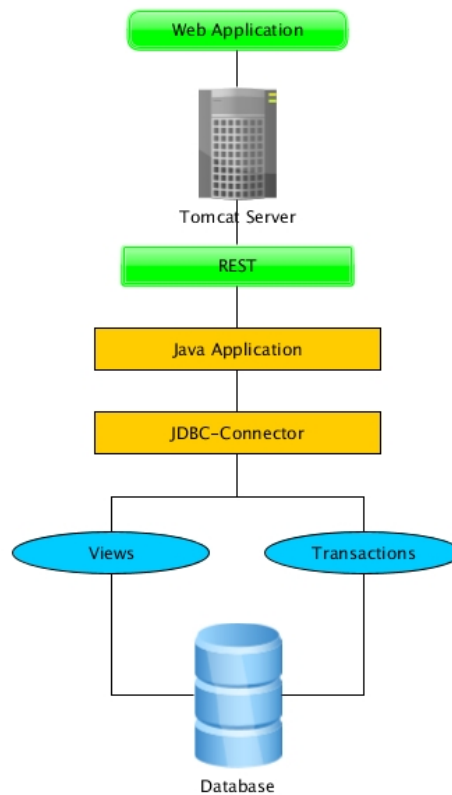 Web Application
Tomcat Server
REST
Java Application
JDBC-Connector
Views
Transactions
Database